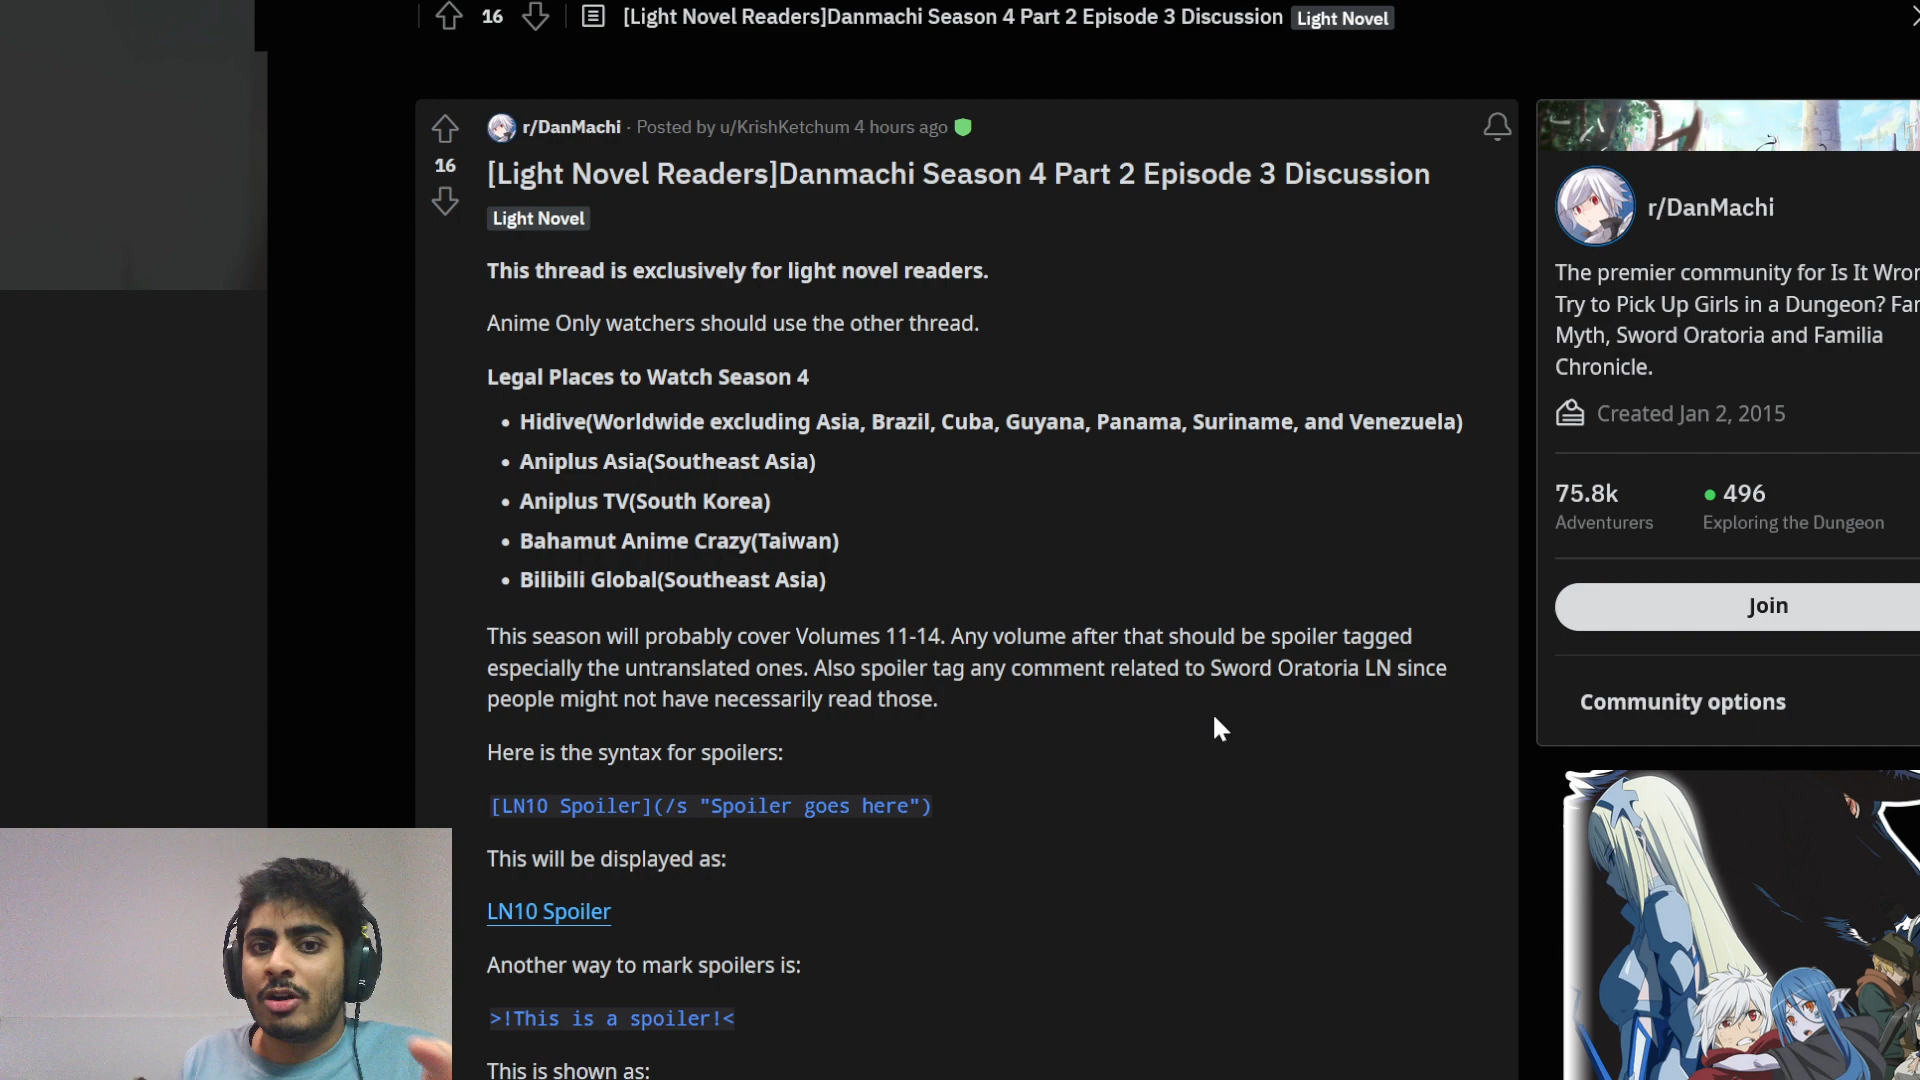 16 [Light Novel Readers]Danmachi Season 4 Part 2 Episode 3 Discussion Light Novel
r/DanMachi · Posted by u/KrishKetchum 4 hours ago
16
[Light Novel Readers]Danmachi Season 4 Part 2 Episode 3 Discussion
Light Novel
This thread is exclusively for light novel readers.
Anime Only watchers should use the other thread.
Legal Places to Watch Season 4
• Hidive(Worldwide excluding Asia, Brazil, Cuba, Guyana, Panama, Suriname, and Venezuela)
• Aniplus Asia(Southeast Asia)
• Aniplus TV(South Korea)
• Bahamut Anime Crazy(Taiwan)
• Bilibili Global(Southeast Asia)
This season will probably cover Volumes 11-14. Any volume after that should be spoiler tagged
especially the untranslated ones. Also spoiler tag any comment related to Sword Oratoria LN since
people might not have necessarily read those.
Here is the syntax for spoilers:
[LN10 Spoiler](/s "Spoiler goes here")
This will be displayed as:
LN10 Spoiler
Another way to mark spoilers is:
>!This is a spoiler!<
This is shown as:
r/DanMachi
The premier community for Is It Wron
Try to Pick Up Girls in a Dungeon? Fam
Myth, Sword Oratoria and Familia
Chronicle.
Created Jan 2, 2015
75.8k 496
Adventurers Exploring the Dungeon
Join
Community options